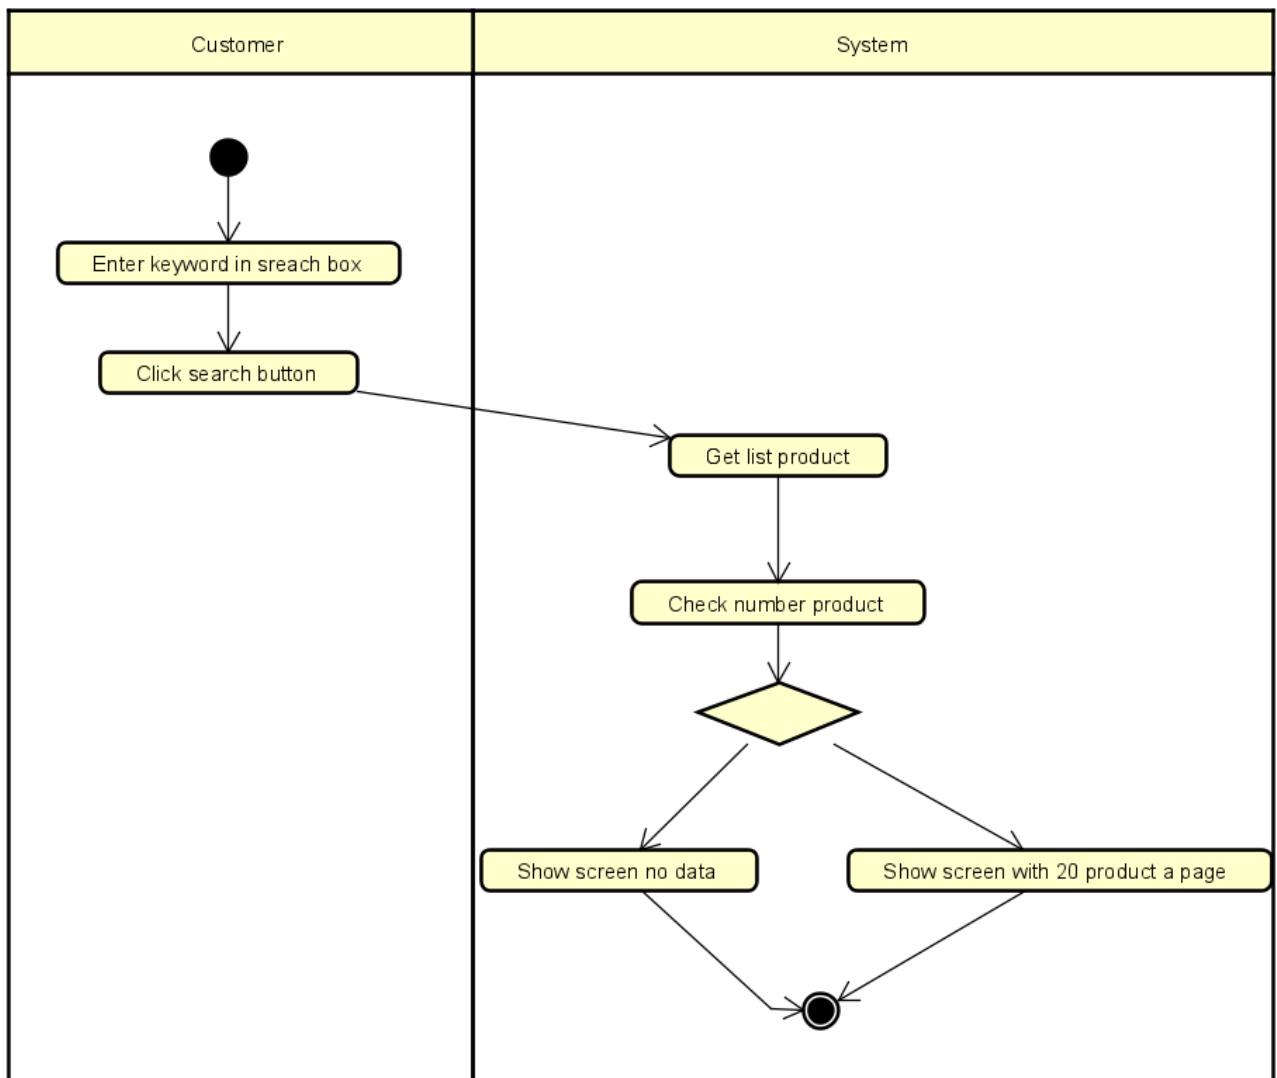 Customer
System
Enter keyword in sreach box
Click search button
Get list product
Check number product
Show screen no data
Show screen with 20 product a page